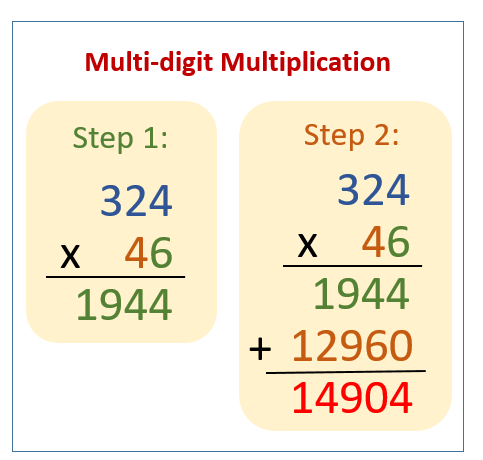 Multi-digit Multiplication
Step 1:
324
x 46
1944
Step 2:
324
x 46
1944
+ 12960
14904